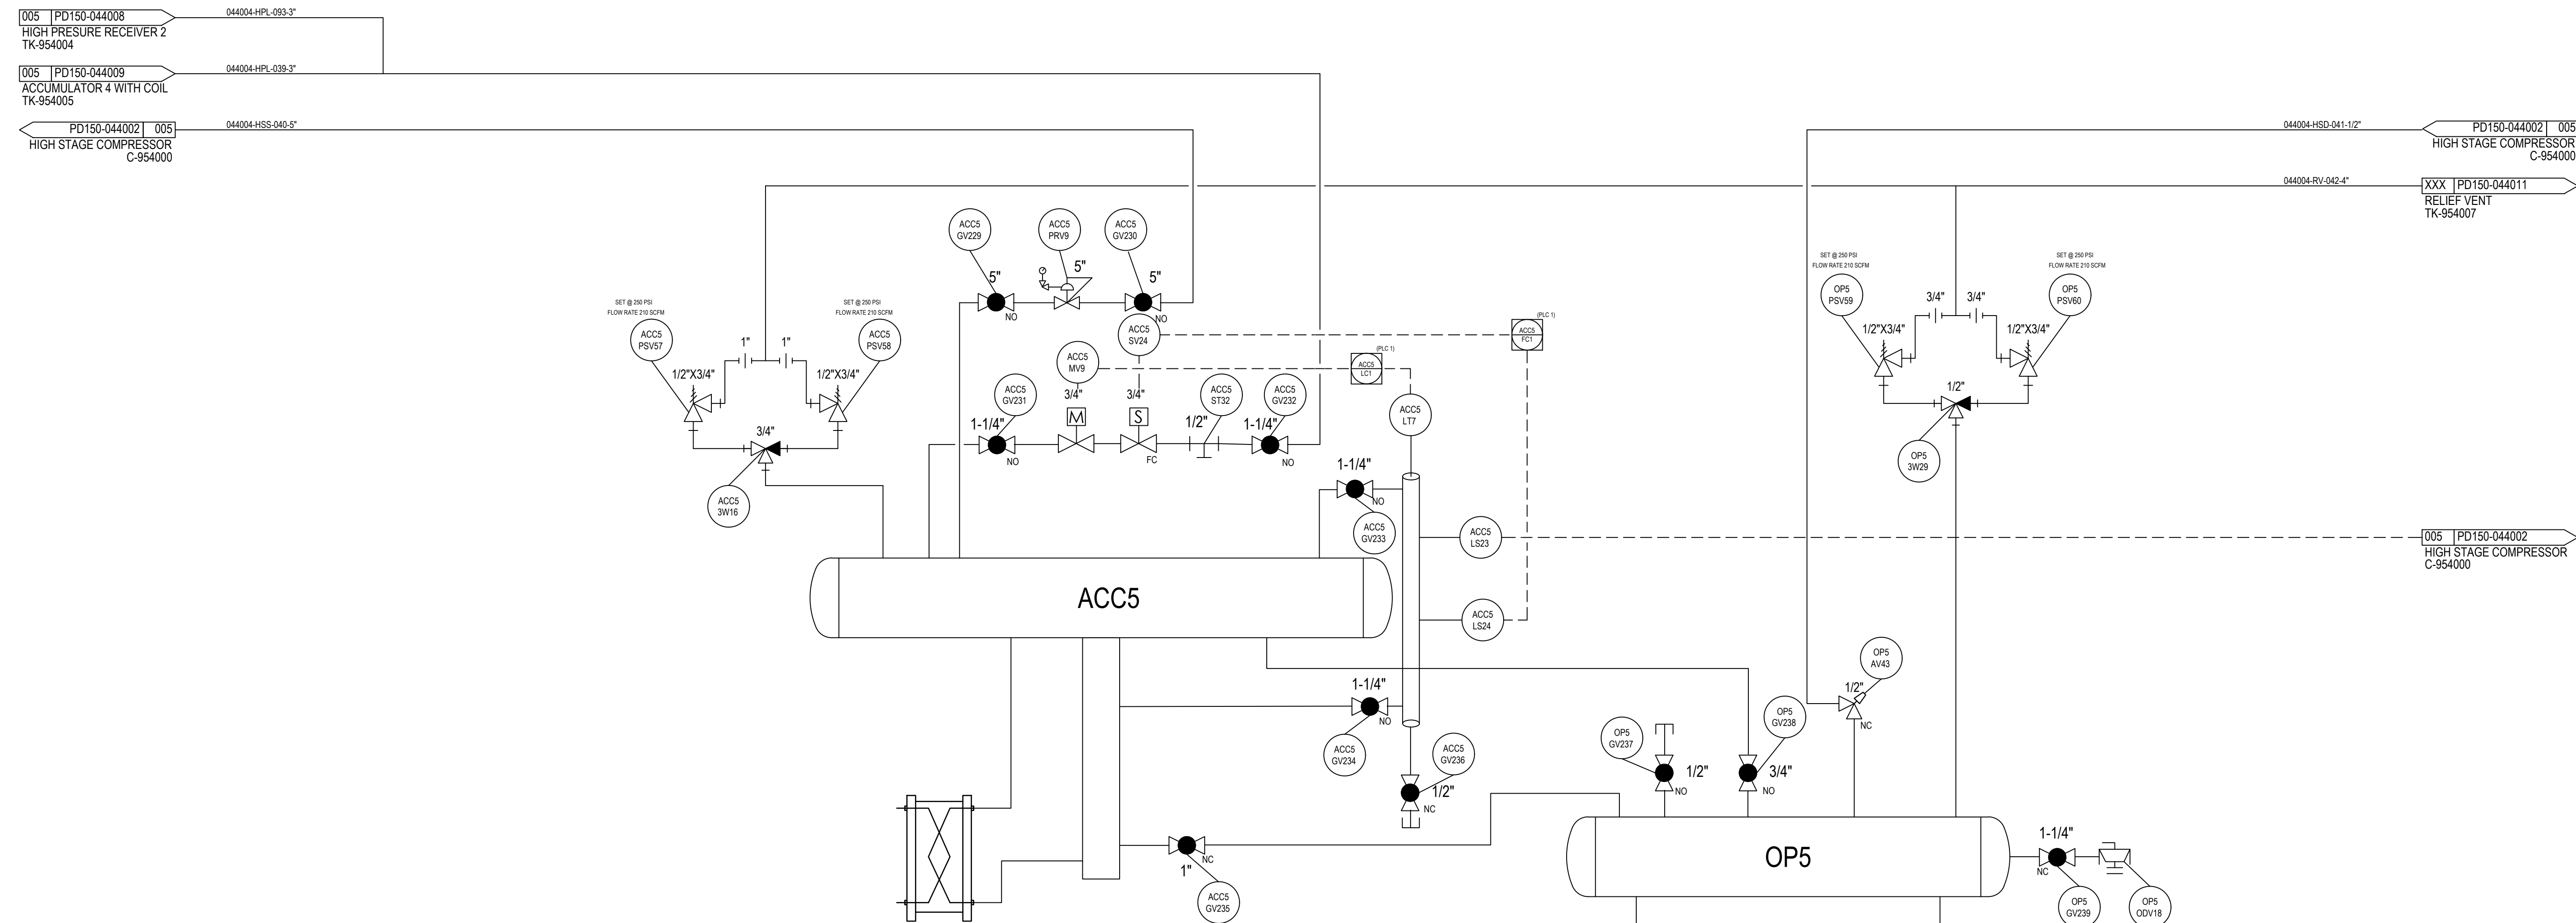 005 PD150-044008
HIGH PRESURE RECEIVER 2
TK-954004
044004-HPL-093-3"
005 PD150-044009
ACCUMULATOR 4 WITH COIL
TK-954005
044004-HPL-039-3"
PD150-044002 005
HIGH STAGE COMPRESSOR
C-954000
044004-HSS-040-5"
044004-HSD-041-1/2"
PD150-044002 005
HIGH STAGE COMPRESSOR
C-954000
044004-RV-042-4"
XXX PD150-044011
RELIEF VENT
TK-954007
ACC5
GV229
ACC5
PRV9
ACC5
GV230
5"
5"
5"
NO
NO
SET @ 250 PSI
FLOW RATE 210 SCFM
ACC5
PSV57
SET @ 250 PSI
FLOW RATE 210 SCFM
ACC5
PSV58
1"
1"
1/2"X3/4"
1/2"X3/4"
3/4"
ACC5
3W16
ACC5
SV24
ACC5
MV9
(PLC 1)
ACC5
FC1
(PLC 1)
ACC5
LC1
ACC5
GV231
3/4"
3/4"
ACC5
ST32
ACC5
GV232
1-1/4"
M
S
1/2"
1-1/4"
NO
FC
NO
ACC5
LT7
SET @ 250 PSI
FLOW RATE 210 SCFM
OP5
PSV59
SET @ 250 PSI
FLOW RATE 210 SCFM
OP5
PSV60
3/4"
3/4"
1/2"X3/4"
1/2"X3/4"
1/2"
OP5
3W29
1-1/4"
NO
ACC5
GV233
ACC5
LS23
005 PD150-044002
HIGH STAGE COMPRESSOR
C-954000
ACC5
ACC5
LS24
1-1/4"
NO
ACC5
GV234
ACC5
GV236
1/2"
NC
OP5
GV237
1/2"
NO
OP5
GV238
3/4"
NO
OP5
AV43
1/2"
NC
NC
1"
ACC5
GV235
OP5
1-1/4"
NC
OP5
GV239
OP5
ODV18